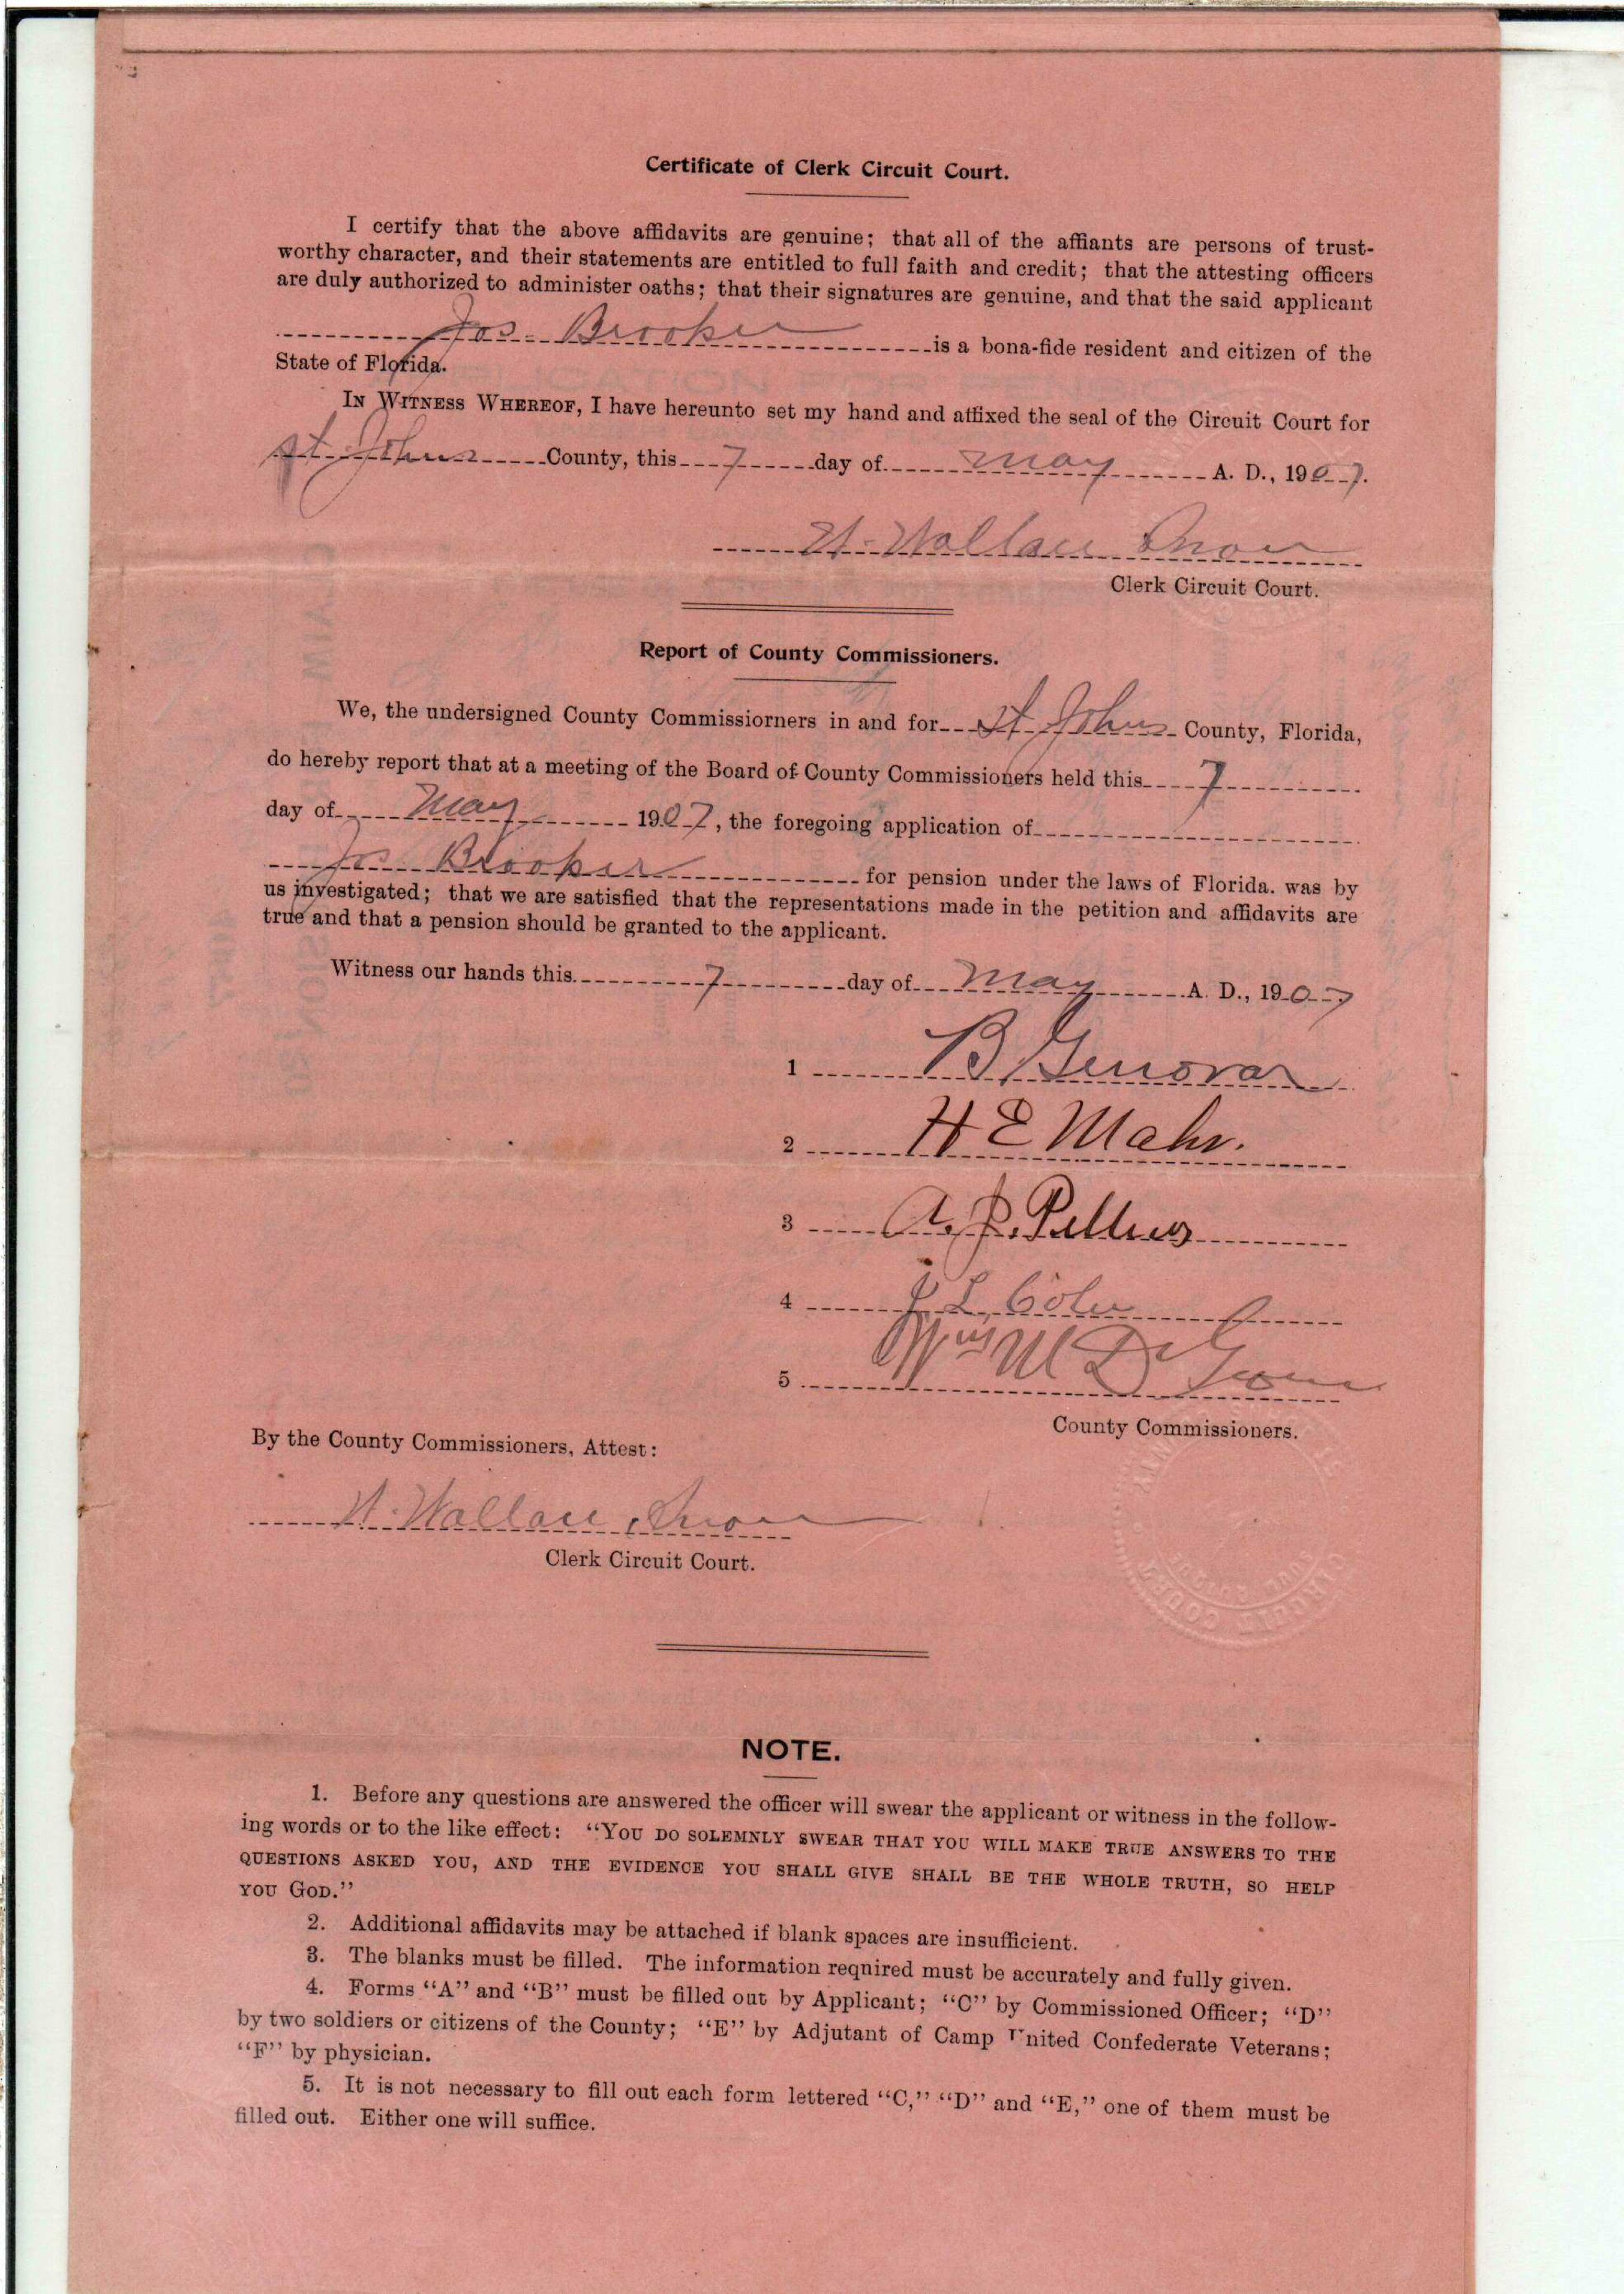 Certificate of Clerk Circuit Court.
I certify that the above affidavits are genuine; that all of the affiants are persons of trust-
worthy character, and their statements are entitled to full faith and credit; that the attesting officers
are duly authorized to administer oaths; that their signatures are genuine, and that the said applicant
Jos. Brooker is a bona-fide resident and citizen of the
State of Florida.
IN WITNESS WHEREOF, I have hereunto set my hand and affixed the seal of the Circuit Court for
St Johns County, this 7 day of May A. D., 1907.
Wallace Snow
Clerk Circuit Court.
Report of County Commissioners.
We, the undersigned County Commissiorners in and for St Johns County, Florida,
do hereby report that at a meeting of the Board of County Commissioners held this 7
day of May 1907, the foregoing application of
Jos Brooker for pension under the laws of Florida. was by
us investigated; that we are satisfied that the representations made in the petition and affidavits are
true and that a pension should be granted to the applicant.
Witness our hands this 7 day of May A. D., 1907
1 B Genovar
2 H E Mahr.
3 A.
4 L
5 Wm M
County Commissioners.
By the County Commissioners, Attest:
Wallace Snow
Clerk Circuit Court.
CIRCUIT COURT
NOTE.
1. Before any questions are answered the officer will swear the applicant or witness in the follow-
ing words or to the like effect: "YOU DO SOLEMNLY SWEAR THAT YOU WILL MAKE TRUE ANSWERS TO THE
QUESTIONS ASKED YOU, AND THE EVIDENCE YOU SHALL GIVE SHALL BE THE WHOLE TRUTH, SO HELP
YOU GOD."
2. Additional affidavits may be attached if blank spaces are insufficient.
3. The blanks must be filled. The information reqnired must be accurately and fully given.
4. Forms "A" and "B" must be filled out by Applicant; "C" by Commissioned Officer; "D"
by two soldiers or citizens of the County; "E" by Adjutant of Camp United Confederate Veterans;
"F" by physician.
5. It is not necessary to fill out each form lettered "C," "D" and "E," one of them must be
filled out. Either one will suffice.